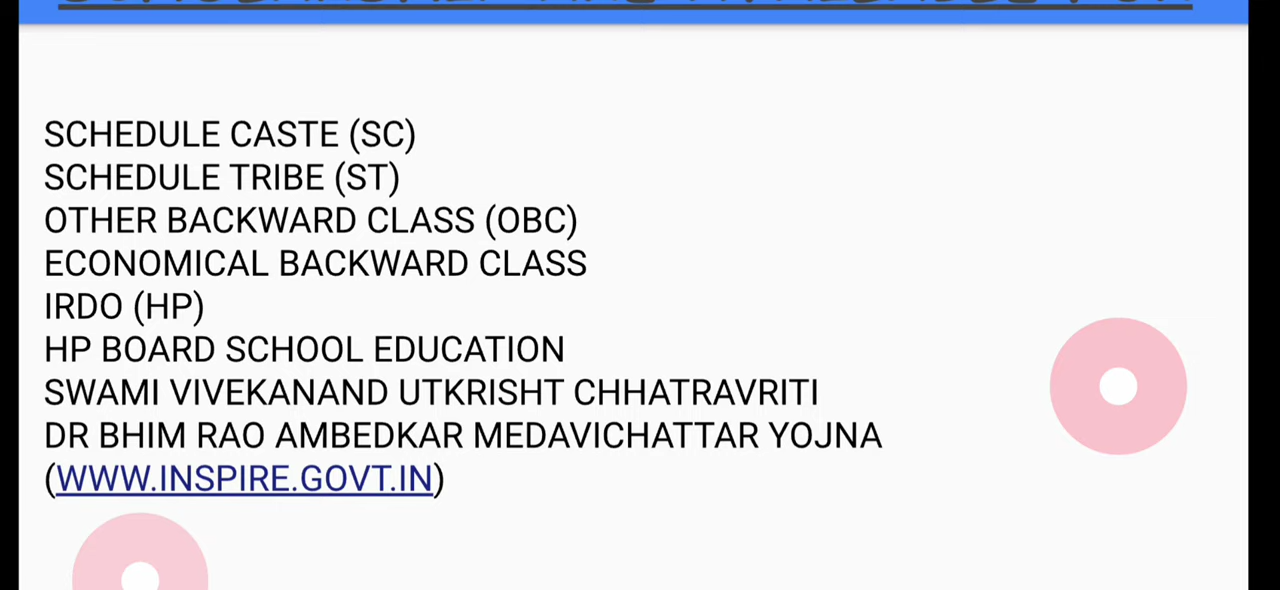 SCHEDULE CASTE (SC)
SCHEDULE TRIBE (ST)
OTHER BACKWARD CLASS (OBC)
ECONOMICAL BACKWARD CLASS
IRDO (HP)
HP BOARD SCHOOL EDUCATION
SWAMI VIVEKANAND UTKRISHT CHHATRAVRITI
DR BHIM RAO AMBEDKAR MEDAVICHATTAR YOJNA
(WWW.INSPIRE.GOVT.IN)